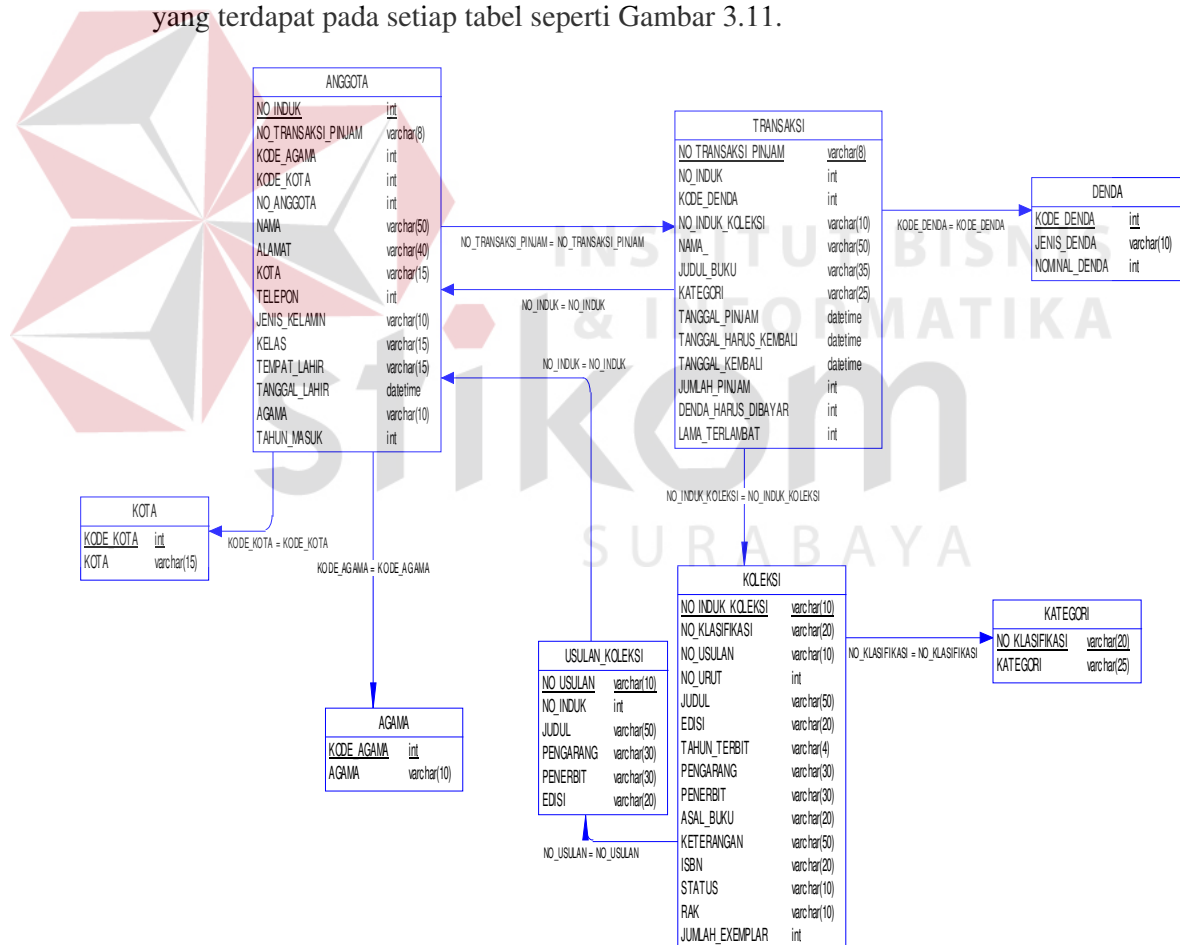 yang terdapat pada setiap tabel seperti Gambar 3.11.
ANGGOTA
NO_INDUK int
NO_TRANSAKSI_PINJAM varchar(8)
KODE_AGAMA int
KODE_KOTA int
NO_ANGGOTA int
NAMA varchar(50)
ALAMAT varchar(40)
KOTA varchar(15)
TELEPON int
JENIS_KELAMIN varchar(10)
KELAS varchar(15)
TEMPAT_LAHIR varchar(15)
TANGGAL_LAHIR datetime
AGAMA varchar(10)
TAHUN_MASUK int
TRANSAKSI
NO_TRANSAKSI_PINJAM varchar(8)
NO_INDUK int
KODE_DENDA int
NO_INDUK_KOLEKSI varchar(10)
NAMA_ varchar(50)
JUDUL_BUKU varchar(35)
KATEGORI varchar(25)
TANGGAL_PINJAM datetime
TANGGAL_HARUS_KEMBALI datetime
TANGGAL_KEMBALI datetime
JUMLAH_PINJAM int
DENDA_HARUS_DIBAYAR int
LAMA_TERLAMBAT int
DENDA
KODE_DENDA int
JENIS_DENDA varchar(10)
NOMINAL_DENDA int
NO_TRANSAKSI_PINJAM = NO_TRANSAKSI_PINJAM
KODE_DENDA = KODE_DENDA
NO_INDUK = NO_INDUK
NO_INDUK = NO_INDUK
INSTITUT BISNIS
& INFORMATIKA
stikom
SURABAYA
NO_INDUK_KOLEKSI = NO_INDUK_KOLEKSI
KOTA
KODE_KOTA int
KOTA varchar(15)
KODE_KOTA = KODE_KOTA
KODE_AGAMA = KODE_AGAMA
AGAMA
KODE_AGAMA int
AGAMA varchar(10)
USULAN_KOLEKSI
NO_USULAN varchar(10)
NO_INDUK int
JUDUL varchar(50)
PENGARANG varchar(30)
PENERBIT varchar(30)
EDISI varchar(20)
NO_USULAN = NO_USULAN
KOLEKSI
NO_INDUK_KOLEKSI varchar(10)
NO_KLASIFIKASI varchar(20)
NO_USULAN varchar(10)
NO_URUT int
JUDUL varchar(50)
EDISI varchar(20)
TAHUN_TERBIT varchar(4)
PENGARANG varchar(30)
PENERBIT varchar(30)
ASAL_BUKU varchar(20)
KETERANGAN varchar(50)
ISBN varchar(20)
STATUS varchar(10)
RAK varchar(10)
JUMLAH_EXEMPLAR int
NO_KLASIFIKASI = NO_KLASIFIKASI
KATEGORI
NO_KLASIFIKASI varchar(20)
KATEGORI varchar(25)